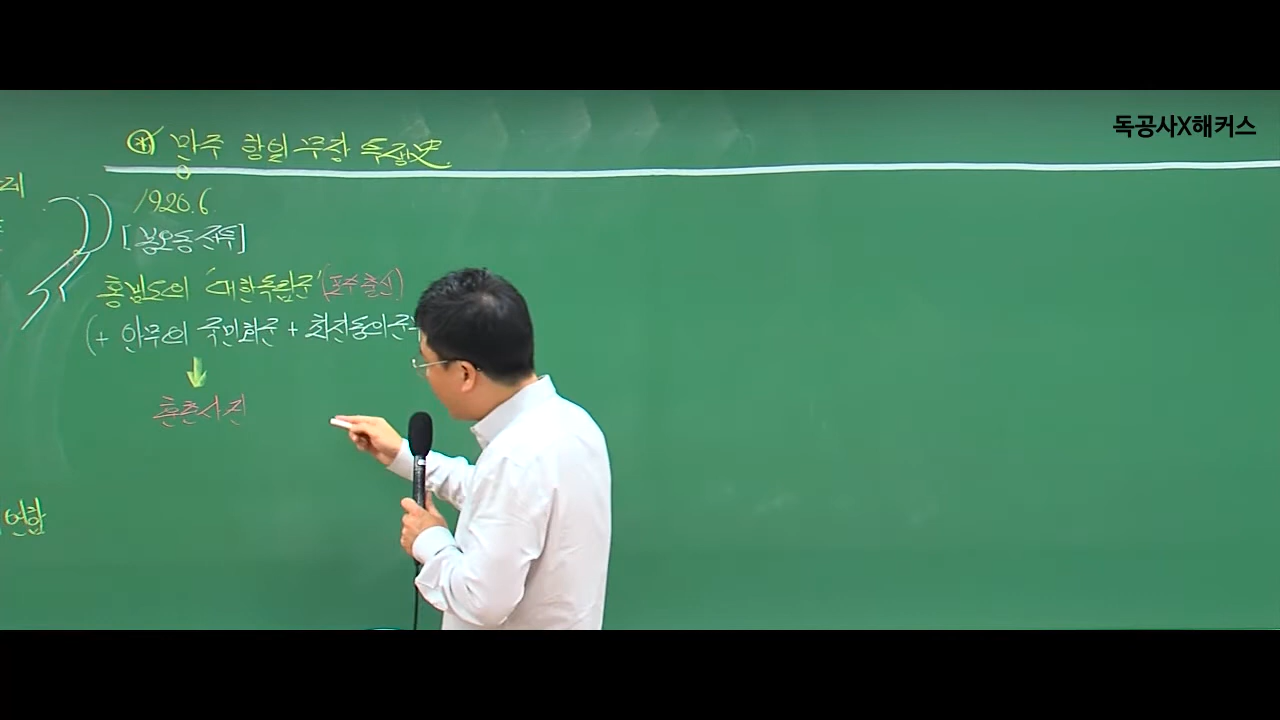 독공사X해커스
※ 만주 항일 무장 독립史
1920.6
[봉오동 전투]
홍범도의 '대한독립군' (포수 출신)
(+ 안무의 국민회군 + 최진동의 군무
↓
훈춘사건
연합